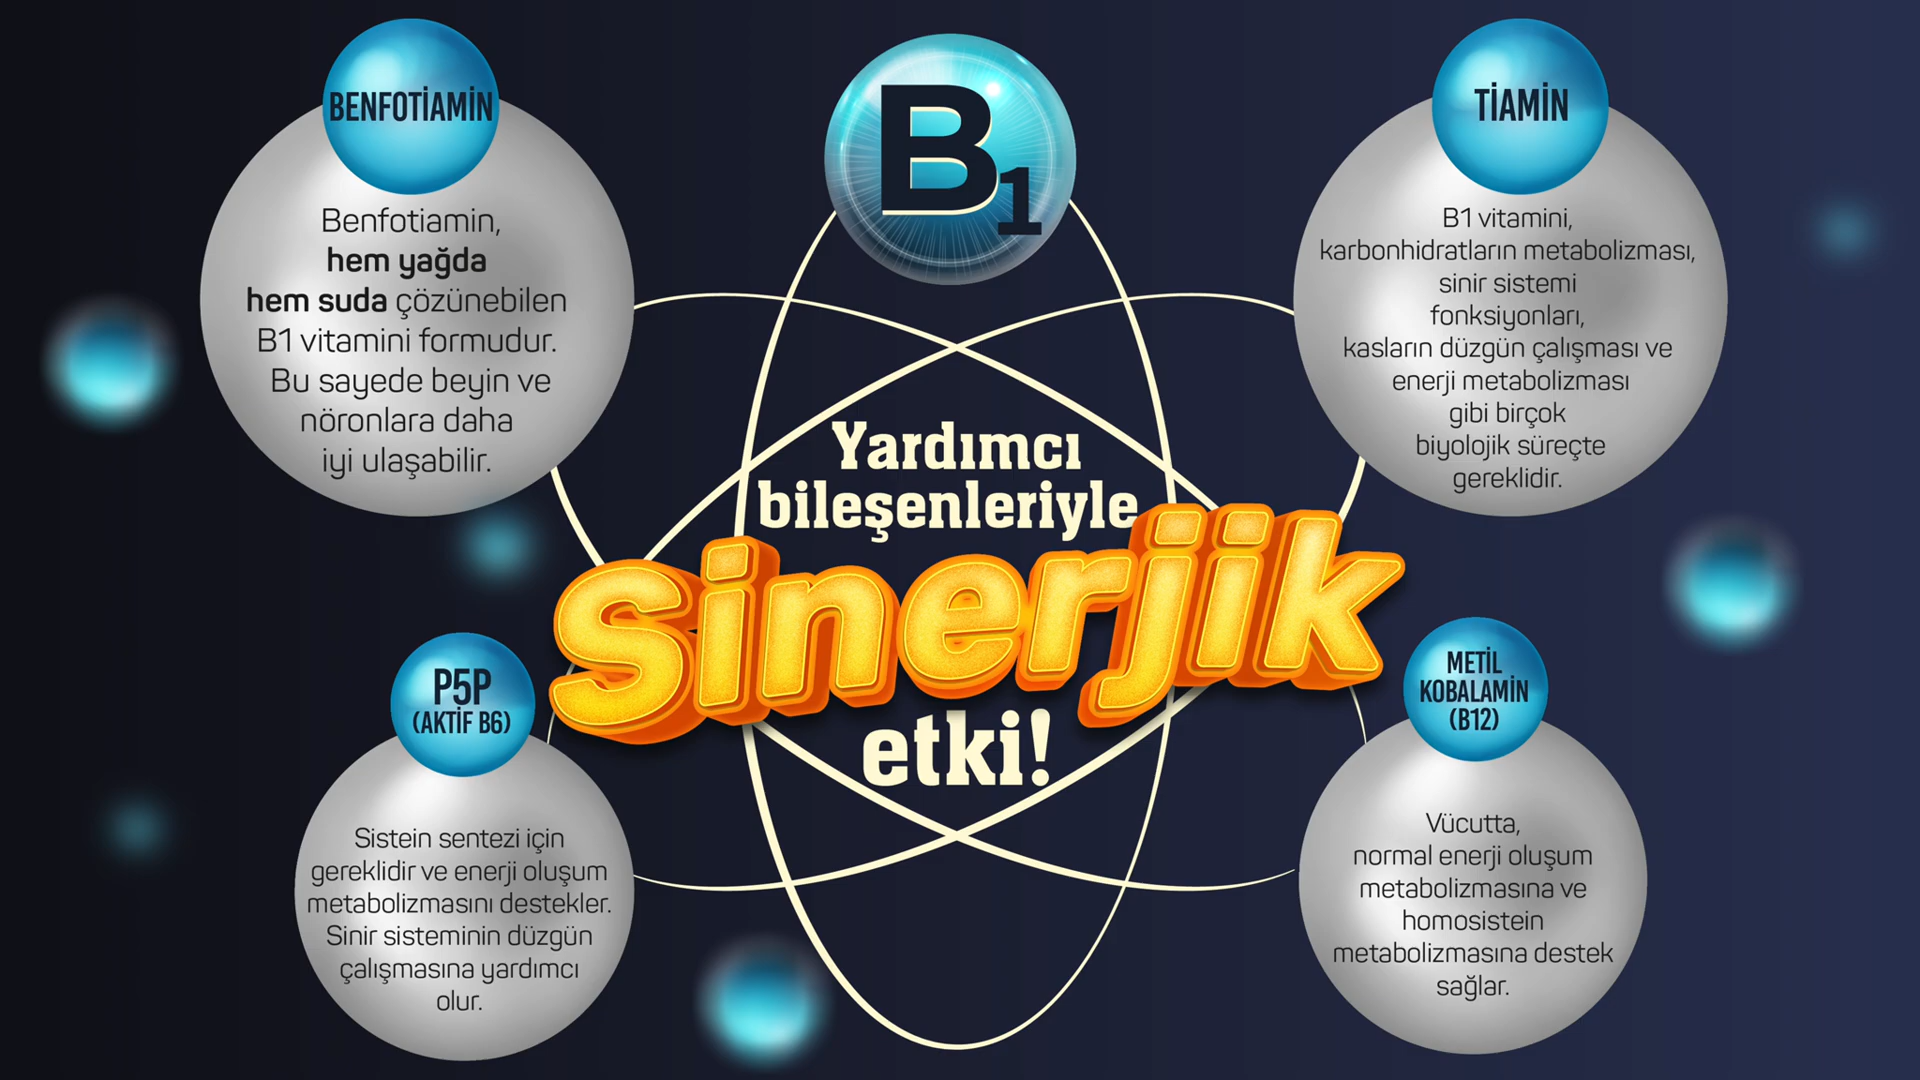 BENFOTİAMİN
Benfotiamin,
hem yağda
hem suda çözünebilen
B1 vitamini formudur.
Bu sayede beyin ve
nöronlara daha
iyi ulaşabilir.
B1
TİAMİN
B1 vitamini,
karbonhidratların metabolizması,
sinir sistemi
fonksiyonları,
kasların düzgün çalışması ve
enerji metabolizması
gibi birçok
biyolojik süreçte
gereklidir.
Yardımcı
bileşenleriyle
Sinerjik
etki!
P5P
(AKTİF B6)
Sistein sentezi için
gereklidir ve enerji oluşum
metabolizmasını destekler.
Sinir sisteminin düzgün
çalışmasına yardımcı
olur.
METİL
KOBALAMİN
(B12)
Vücutta,
normal enerji oluşum
metabolizmasına ve
homosistein
metabolizmasına destek
sağlar.